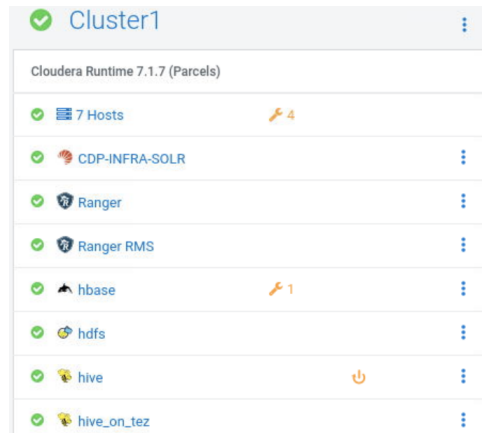 Cluster1
Cloudera Runtime 7.1.7 (Parcels)
7 Hosts 4
CDP-INFRA-SOLR
Ranger
Ranger RMS
hbase 1
hdfs
hive
hive_on_tez